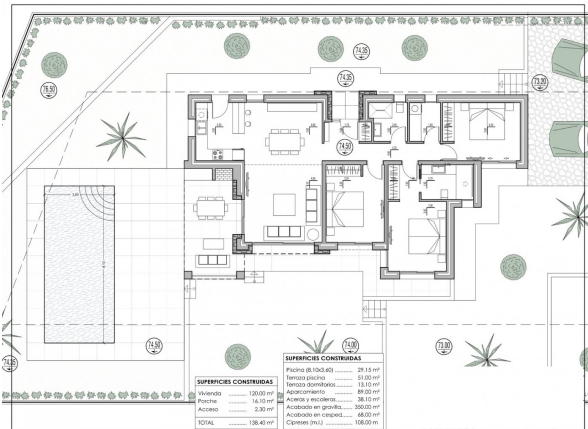 74.35
74.35
76.50
73.20
74.50
74.50
74.00
73.00
74.35
SUPERFICIES CONSTRUIDAS
Vivienda ............ 120,00 m²
Porche ............ 16,10 m²
Acceso ............ 2,30 m²
TOTAL ............ 138,40 m²
SUPERFICIES CONSTRUIDAS
Piscina (8,10x3,60) ............ 29,15 m²
Terraza piscina ............ 51,00 m²
Terraza dormitorios ............ 13,10 m²
Aparcamiento ............ 89,00 m²
Aceras y escaleras ............ 38,10 m²
Acabado en gravilla ............ 350,00 m²
Acabado en cesped ............ 68,00 m²
Cipreses (m.l.) ............ 108,00 m